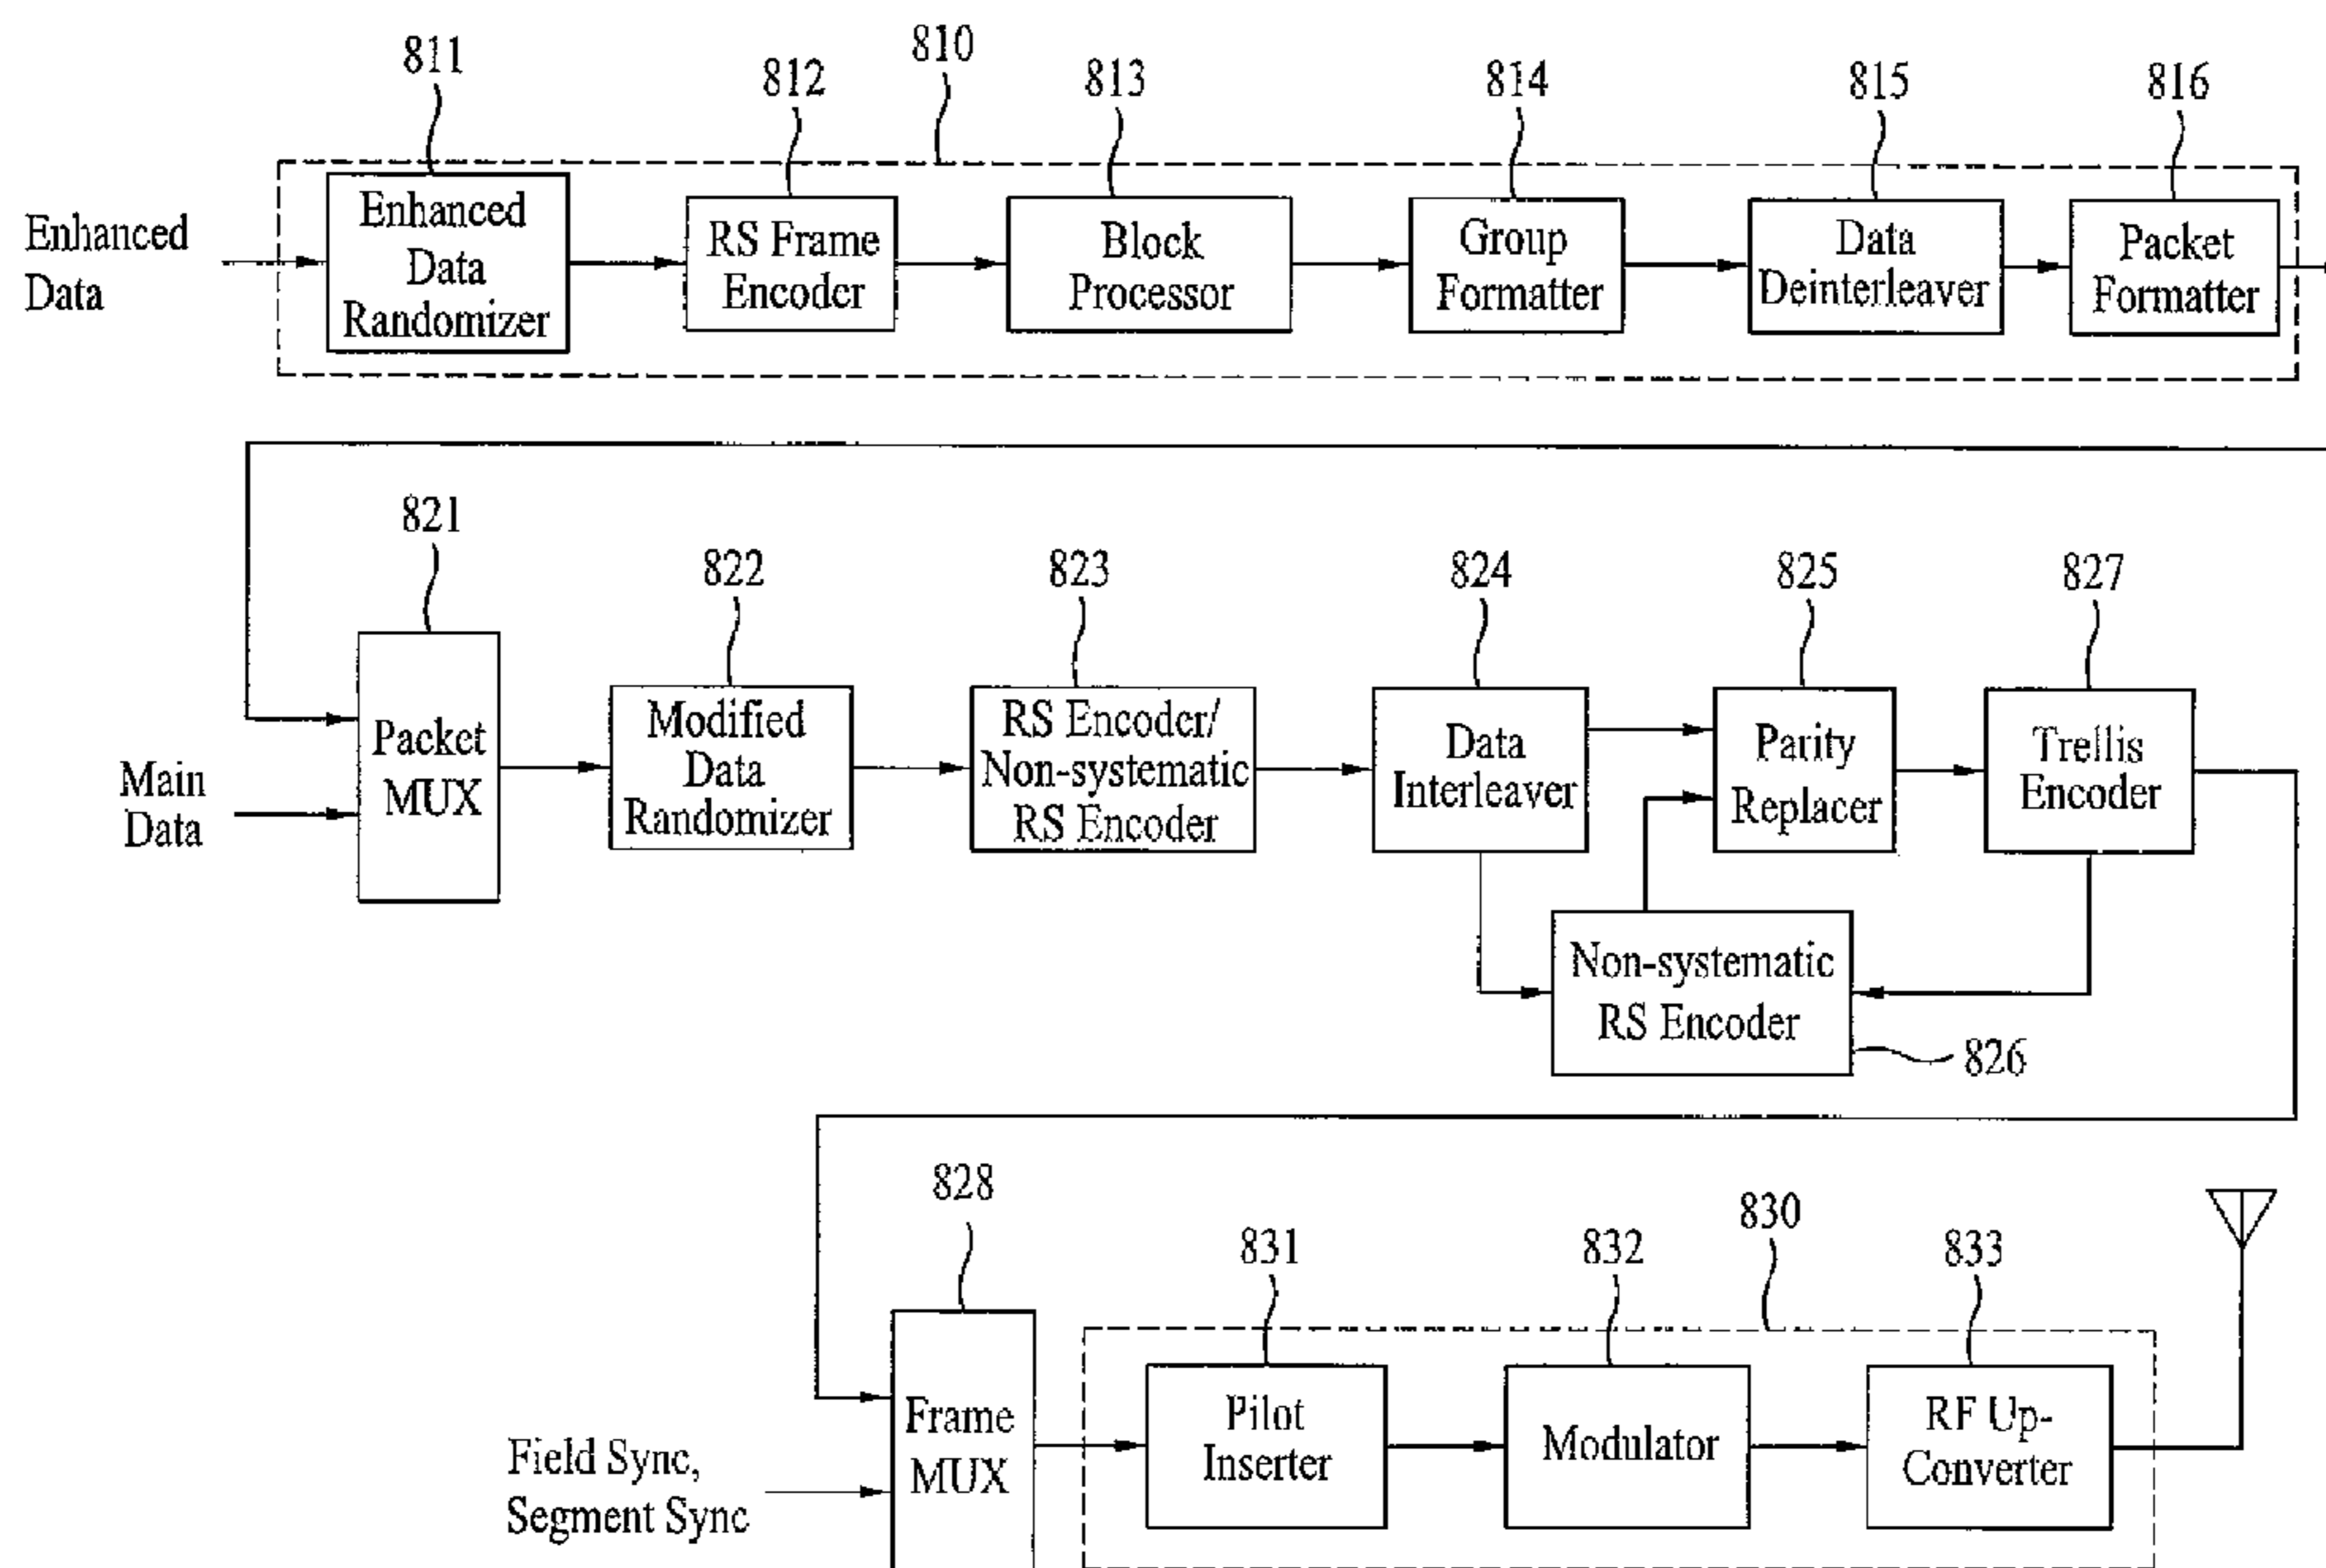 811
812
810
813
814
815
816
Enhanced
Data
Enhanced
Data
Randomizer
RS Frame
Encoder
Block
Processor
Group
Formatter
Data
Deinterleaver
Packet
Formatter
821
822
823
824
825
827
Main
Data
Packet
MUX
Modified
Data
Randomizer
RS Encoder/
Non-systematic
RS Encoder
Data
Interleaver
Parity
Replacer
Trellis
Encoder
Non-systematic
RS Encoder
826
828
831
832
830
833
Field Sync,
Segment Sync
Frame
MUX
Pilot
Inserter
Modulator
RF Up-
Converter